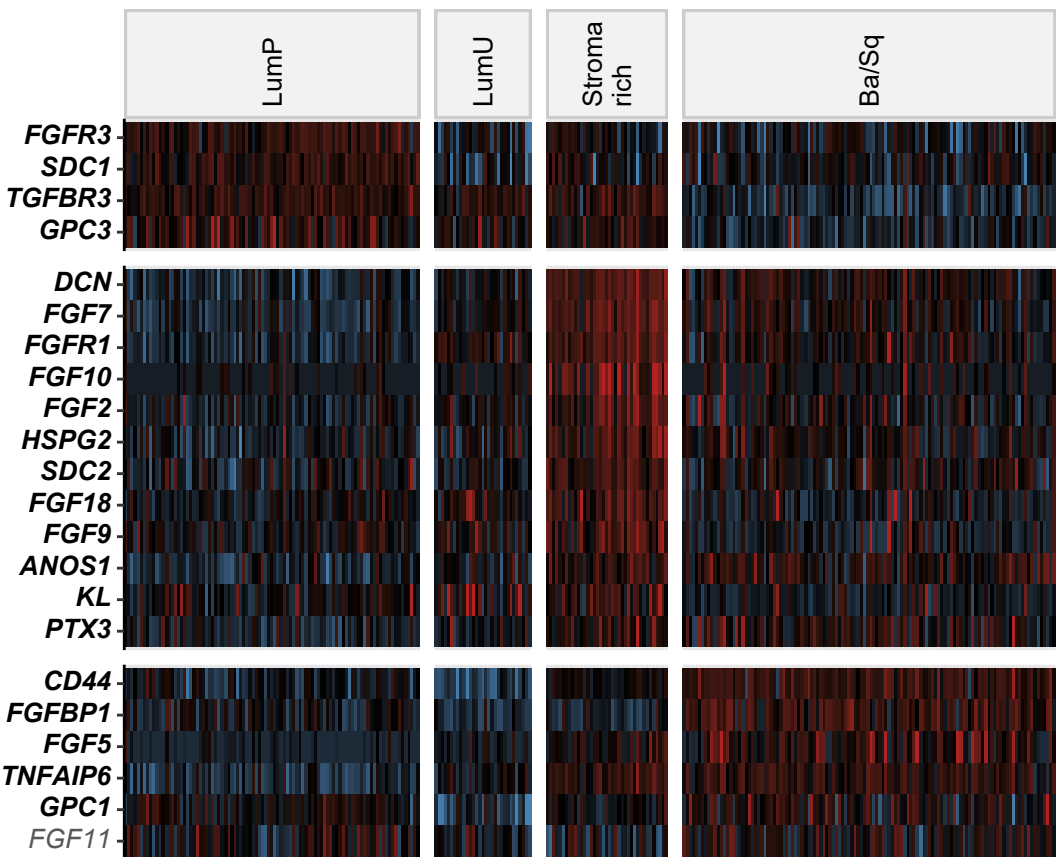 LumP
LumU
Stroma
rich
Ba/Sq
FGFR3
SDC1
TGFBR3
GPC3
DCN
FGF7
FGFR1
FGF10
FGF2
HSPG2
SDC2
FGF18
FGF9
ANOS1
KL
PTX3
CD44
FGFBP1
FGF5
TNFAIP6
GPC1
FGF11